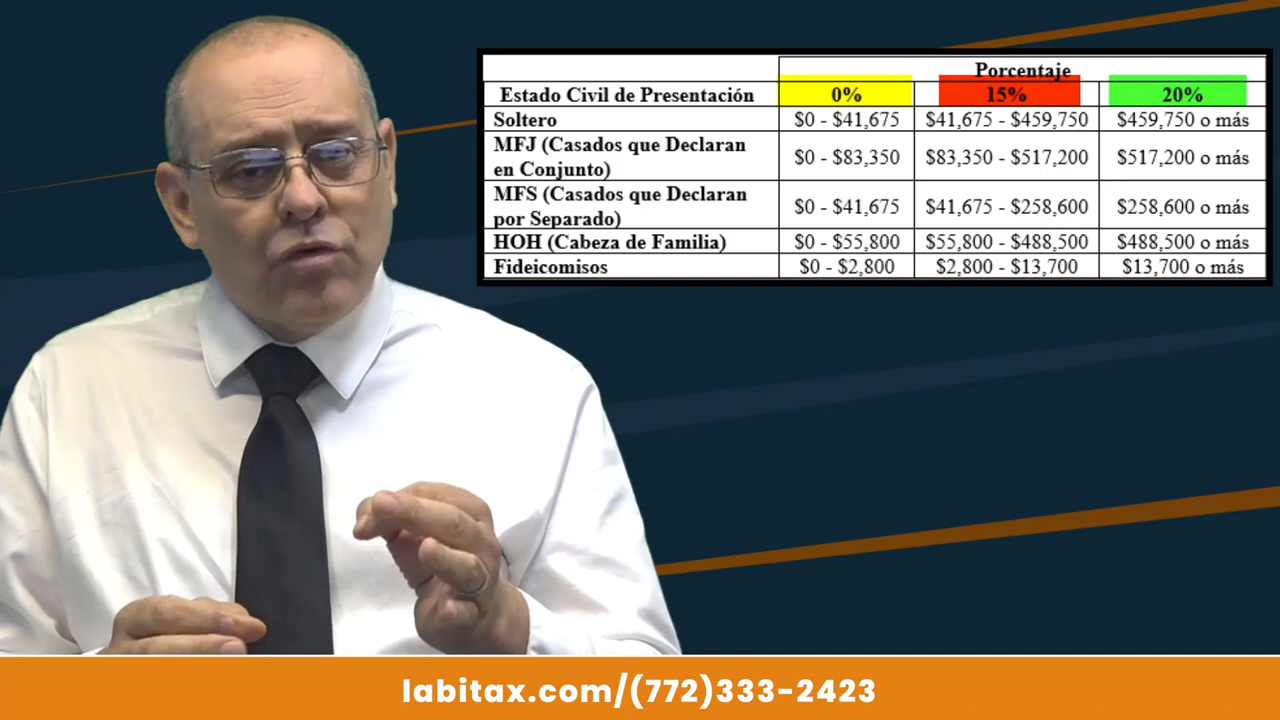 Porcentaje
Estado Civil de Presentación 0% 15% 20%
Soltero $0 - $41,675 $41,675 - $459,750 $459,750 o más
MFJ (Casados que Declaran
en Conjunto) $0 - $83,350 $83,350 - $517,200 $517,200 o más
MFS (Casados que Declaran
por Separado) $0 - $41,675 $41,675 - $258,600 $258,600 o más
HOH (Cabeza de Familia) $0 - $55,800 $55,800 - $488,500 $488,500 o más
Fideicomisos $0 - $2,800 $2,800 - $13,700 $13,700 o más
labitax.com/(772)333-2423